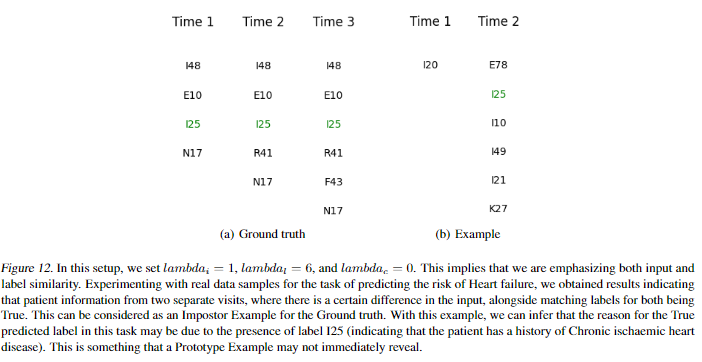 Time 1 Time 2 Time 3 Time 1 Time 2
I48 I48 I48 I20 E78
E10 E10 E10 I25
I25 I25 I25 I10
N17 R41 R41 I49
N17 F43 I21
N17 K27
(a) Ground truth (b) Example
Figure 12. In this setup, we set lambda_i = 1, lambda_l = 6, and lambda_c = 0. This implies that we are emphasizing both input and
label similarity. Experimenting with real data samples for the task of predicting the risk of Heart failure, we obtained results indicating
that patient information from two separate visits, where there is a certain difference in the input, alongside matching labels for both being
True. This can be considered as an Impostor Example for the Ground truth. With this example, we can infer that the reason for the True
predicted label in this task may be due to the presence of label I25 (indicating that the patient has a history of Chronic ischaemic heart
disease). This is something that a Prototype Example may not immediately reveal.